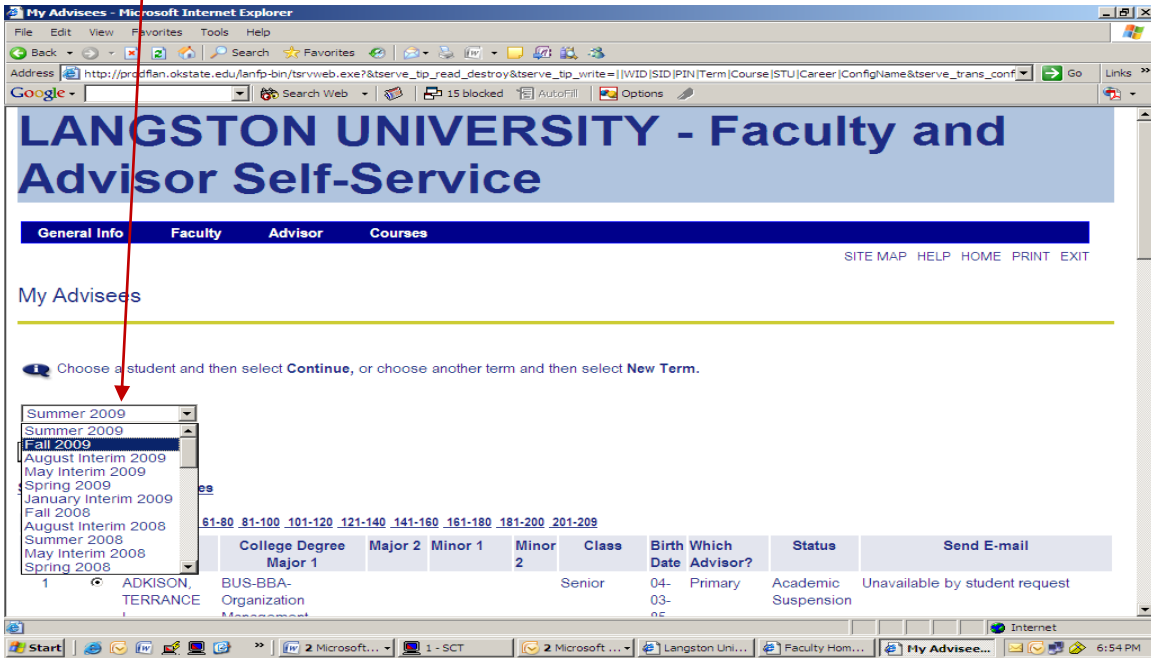 My Advisees - Microsoft Internet Explorer
File Edit View Favorites Tools Help
Back Search Favorites
Address http://prodflan.okstate.edu/lanfp-bin/tsrvweb.exe?&tserve_tip_read_destroy&tserve_tip_write=||WID|SID|PIN|Term|Course|STU|Career|ConfigName&tserve_trans_conf Go Links »
Google Search Web 15 blocked AutoFill Options
LANGSTON UNIVERSITY - Faculty and
Advisor Self-Service
General Info Faculty Advisor Courses
SITE MAP HELP HOME PRINT EXIT
My Advisees
Choose a student and then select Continue, or choose another term and then select New Term.
Summer 2009
Summer 2009
Fall 2009
August Interim 2009
May Interim 2009
Spring 2009
January Interim 2009
Fall 2008
August Interim 2008
Summer 2008
May Interim 2008
Spring 2008
es
61-80 81-100 101-120 121-140 141-160 161-180 181-200 201-209
College Degree Major 1 Major 2 Minor 1 Minor 2 Class Birth Date Which Advisor? Status Send E-mail
1 ADKISON, BUS-BBA- Senior 04- Primary Academic Unavailable by student request
TERRANCE Organization 03- Suspension
Management
Internet
Start » 2 Microsoft... 1 - SCT 2 Microsoft ... Langston Uni... Faculty Hom... My Advisee... 6:54 PM